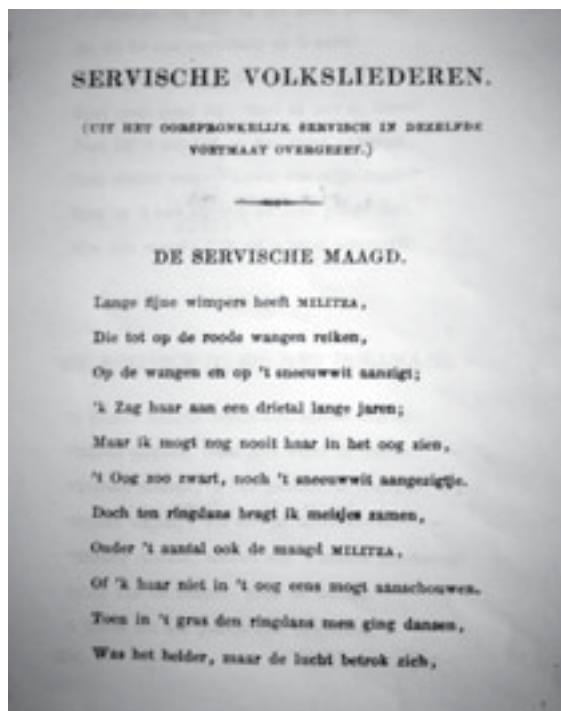 SERVISCHE VOLKSLIEDEREN.
(UIT HET OORSPRONKELIJK SERVISCH IN DEZELFDE
VOETMAAT OVERGEBR.)
DE SERVISCHE MAAGD.
Lange fijne wimpers heeft MILITZA,
Die tot op de roode wangen reiken,
Op de wangen en op 't sneeuwwit aanzigt;
'k Zag haar aan een drietal lange jaren;
Maar ik mogt nog nooit haar in het oog zien,
't Oog zoo zwart, noch 't sneeuwwit aangezigtje.
Doch ten ringdans bragt ik meisjes zamen,
Onder 't aantal ook de maagd MILITZA,
Of 'k haar niet in 't oog eens mogt aanschouwen.
Toen in 't gras den ringdans men ging dansen,
Was het helder, maar de lucht betrok zich,